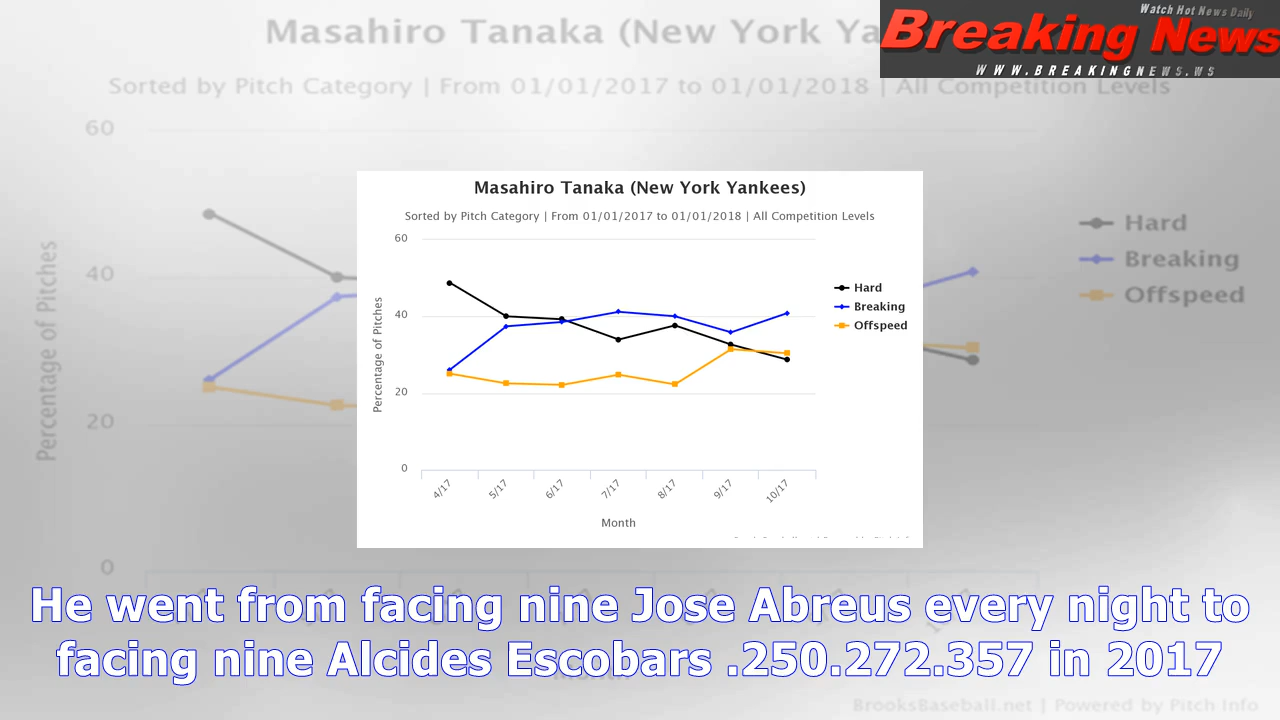 Watch Hot News Daily
Breaking News
WWW.BREAKINGNEWS.WS
Masahiro Tanaka (New York Ya
Sorted by Pitch Category | From 01/01/2017 to 01/01/2018 | All Competition Levels
60
40
20
0
Percentage of Pitches
Hard
Breaking
Offspeed
Masahiro Tanaka (New York Yankees)
Sorted by Pitch Category | From 01/01/2017 to 01/01/2018 | All Competition Levels
60
40
20
0
Percentage of Pitches
4/17
5/17
6/17
7/17
8/17
9/17
10/17
Month
Hard
Breaking
Offspeed
He went from facing nine Jose Abreus every night to
facing nine Alcides Escobars .250.272.357 in 2017
BrooksBaseball.net | Powered by Pitch Info